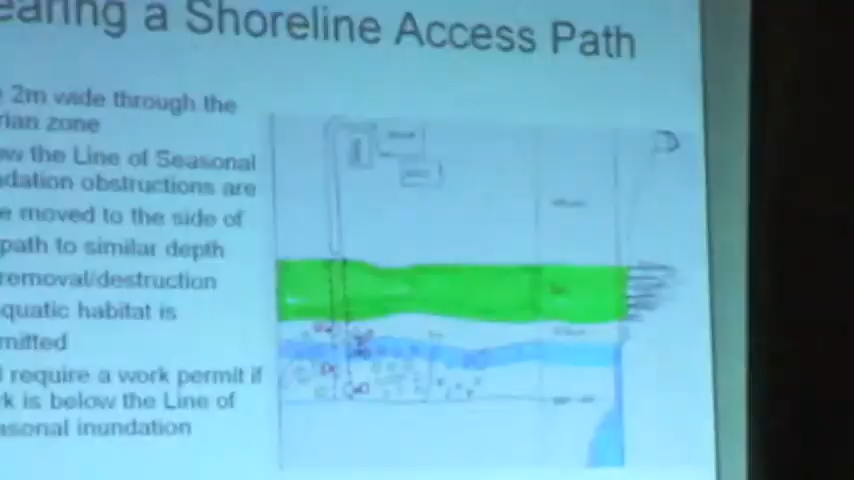 earing a Shoreline Access Path
2m wide through the
rian zone
ow the Line of Seasonal
dation obstructions are
e moved to the side of
path to similar depth
removal/destruction
quatic habitat is
mitted
require a work permit if
k is below the Line of
asonal inundation